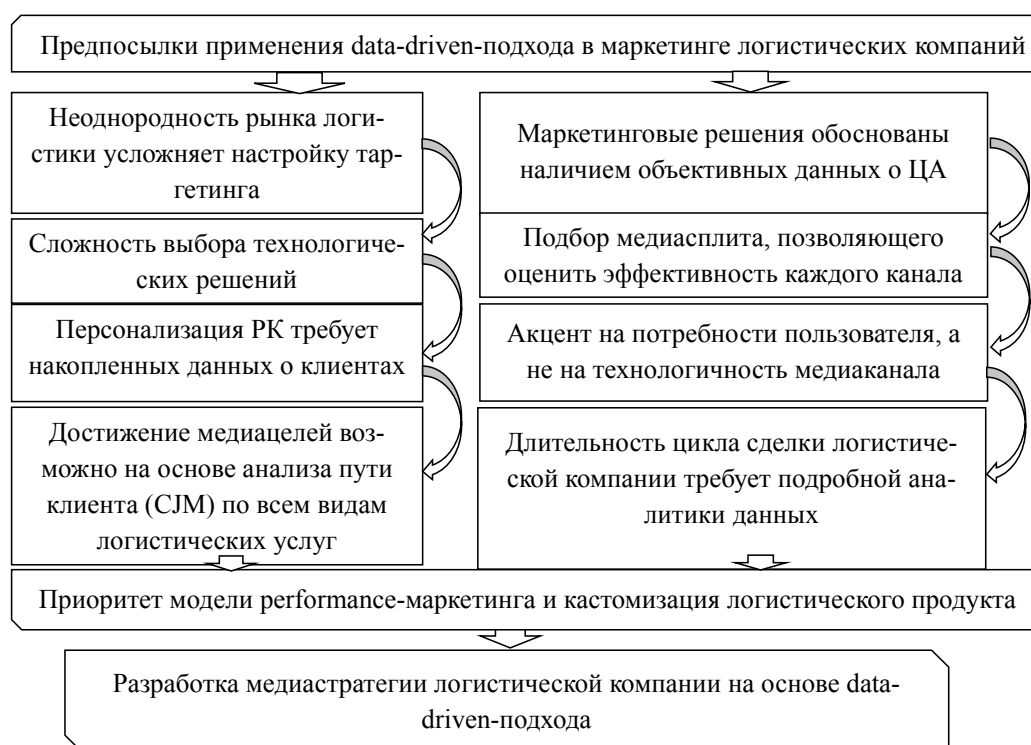 Предпосылки применения data-driven-подхода в маркетинге логистических компаний
Неоднородность рынка логи-
стики усложняет настройку тар-
гетинга
Сложность выбора технологиче-
ских решений
Персонализация РК требует
накопленных данных о клиентах
Достижение медиацелей воз-
можно на основе анализа пути
клиента (CJM) по всем видам
логистических услуг
Маркетинговые решения обоснованы
наличием объективных данных о ЦА
Подбор медиасплита, позволяющего
оценить эффективность каждого канала
Акцент на потребности пользователя, а
не на технологичность медиаканала
Длительность цикла сделки логистиче-
ской компании требует подробной ана-
литики данных
Приоритет модели performance-маркетинга и кастомизация логистического продукта
Разработка медиастратегии логистической компании на основе data-
driven-подхода